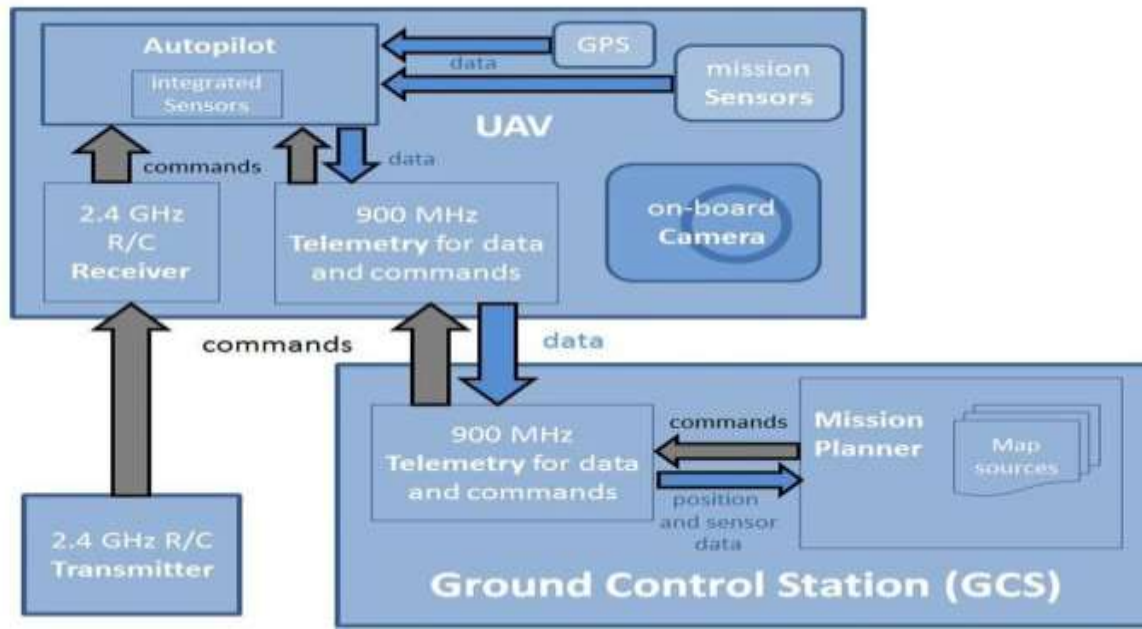 Autopilot
integrated
Sensors
data
GPS
mission
Sensors
UAV
commands
data
2.4 GHz
R/C
Receiver
900 MHz
Telemetry for data
and commands
on-board
Camera
commands
data
2.4 GHz R/C
Transmitter
900 MHz
Telemetry for data
and commands
commands
position
and sensor
data
Mission
Planner
Map
sources
Ground Control Station (GCS)